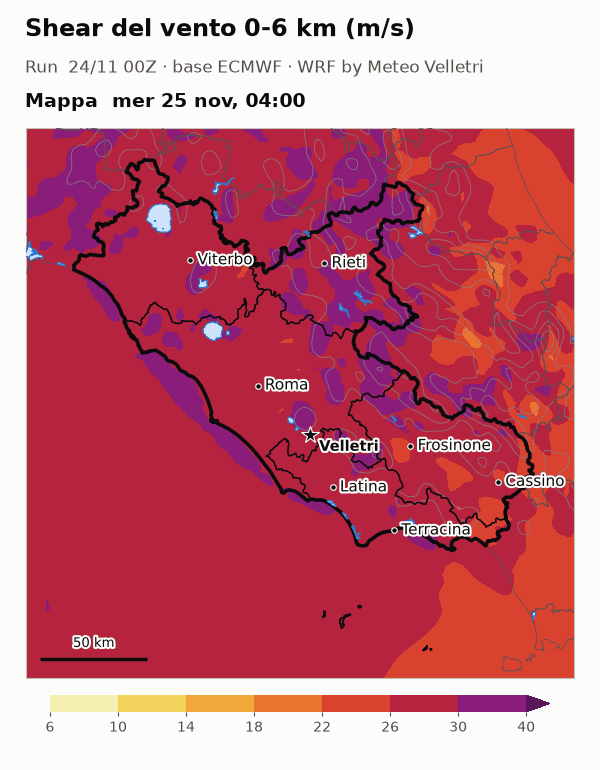 Shear del vento 0-6 km (m/s)
Run  24/11 00Z · base ECMWF · WRF by Meteo Velletri
Mappa  mer 25 nov, 04:00
Viterbo
Rieti
Roma
Velletri
Frosinone
Cassino
Latina
Terracina
50 km
6 10 14 18 22 26 30 40